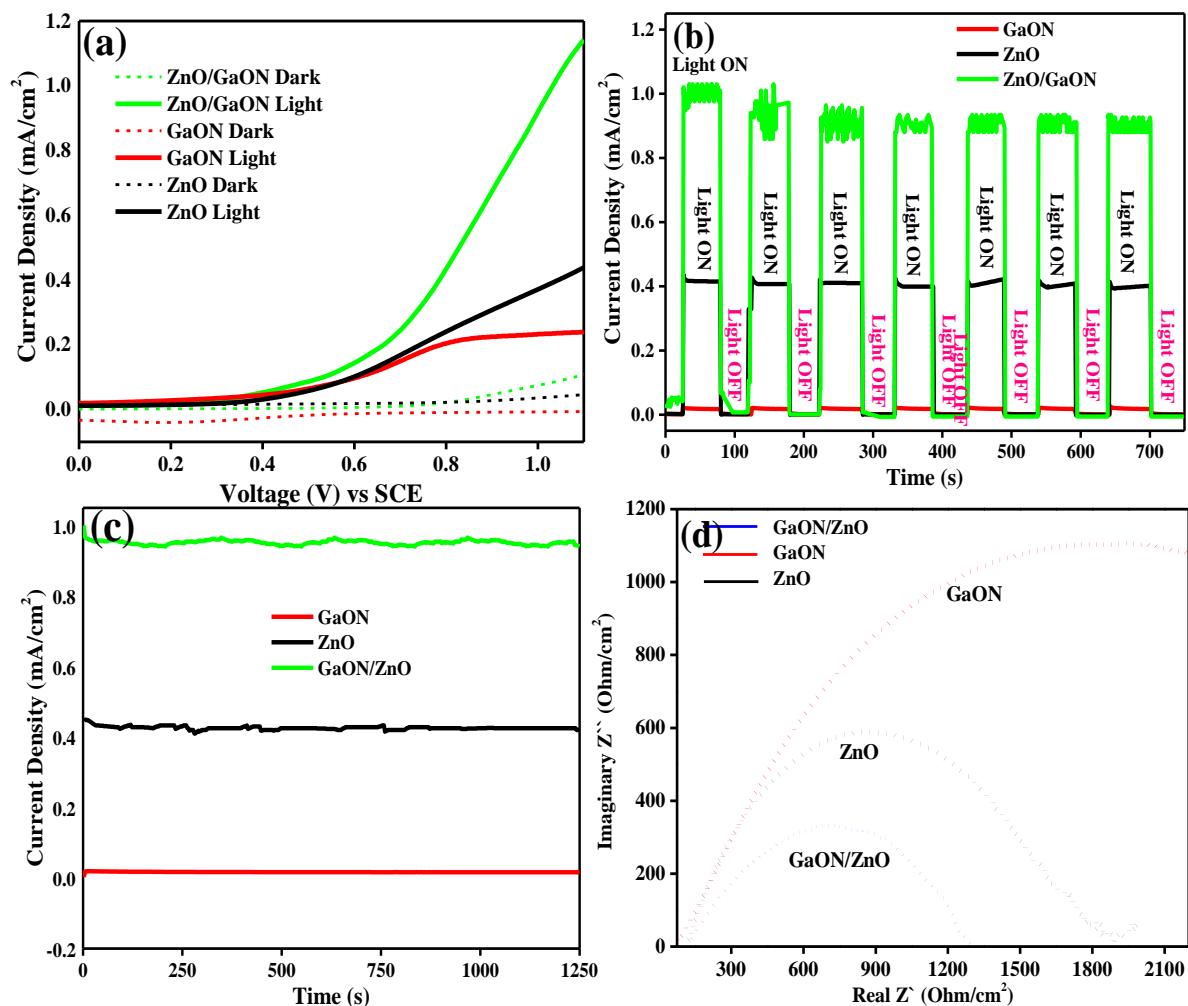 (a)
1.2
1.0
0.8
0.6
0.4
0.2
0.0
Current Density (mA/cm²)
ZnO/GaON Dark
ZnO/GaON Light
GaON Dark
GaON Light
ZnO Dark
ZnO Light
0.0 0.2 0.4 0.6 0.8 1.0
Voltage (V) vs SCE
(b)
1.2
1.0
0.8
0.6
0.4
0.2
0.0
Current Density (mA/cm²)
GaON
ZnO
ZnO/GaON
Light ON
Light ON
Light ON
Light ON
Light ON
Light ON
Light ON
Light ON
Light OFF
Light OFF
Light OFF
Light OFF
Light OFF
Light OFF
Light OFF
Light OFF
0 100 200 300 400 500 600 700
Time (s)
(c)
1.0
0.8
0.6
0.4
0.2
0.0
-0.2
Current Density (mA/cm²)
GaON
ZnO
GaON/ZnO
0 250 500 750 1000 1250
Time (s)
(d)
1200
1000
800
600
400
200
0
Imaginary Z`` (Ohm/cm²)
GaON/ZnO
GaON
ZnO
GaON
ZnO
GaON/ZnO
300 600 900 1200 1500 1800 2100
Real Z` (Ohm/cm²)